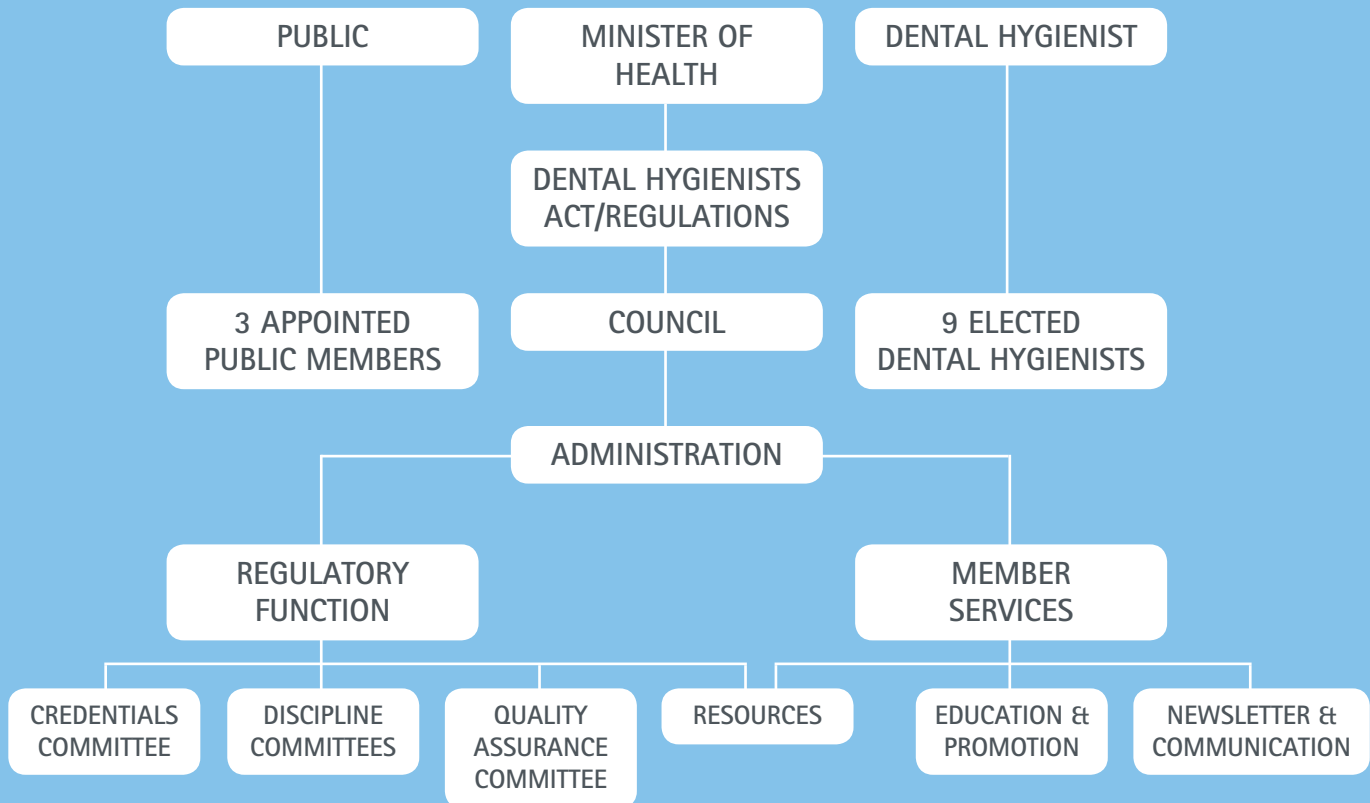 PUBLIC
MINISTER OF
HEALTH
DENTAL HYGIENIST
DENTAL HYGIENISTS
ACT/REGULATIONS
3 APPOINTED
PUBLIC MEMBERS
COUNCIL
9 ELECTED
DENTAL HYGIENISTS
ADMINISTRATION
REGULATORY
FUNCTION
MEMBER
SERVICES
CREDENTIALS
COMMITTEE
DISCIPLINE
COMMITTEES
QUALITY
ASSURANCE
COMMITTEE
RESOURCES
EDUCATION &
PROMOTION
NEWSLETTER &
COMMUNICATION